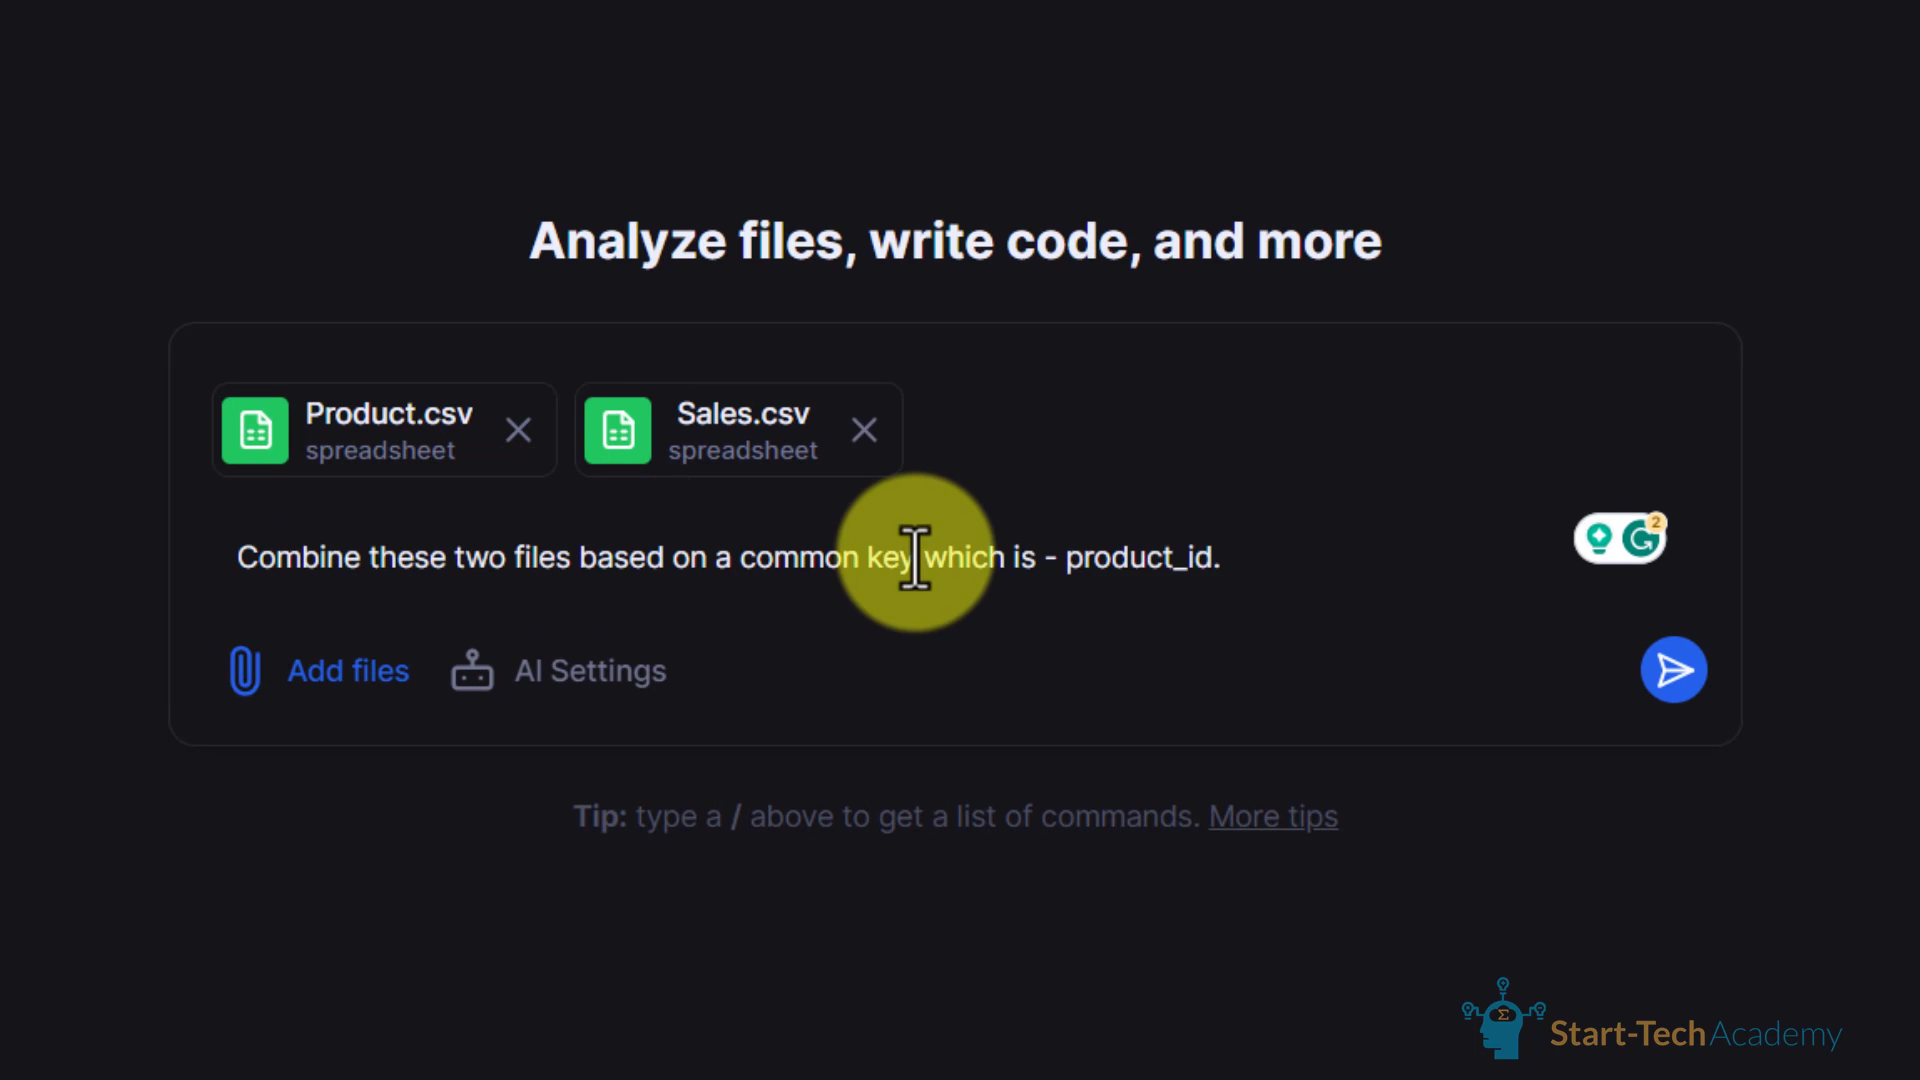 Analyze files, write code, and more
Product.csv
spreadsheet
Sales.csv
spreadsheet
Combine these two files based on a common key which is - product_id.
2
Add files
AI Settings
Tip: type a / above to get a list of commands. More tips
Start-Tech Academy